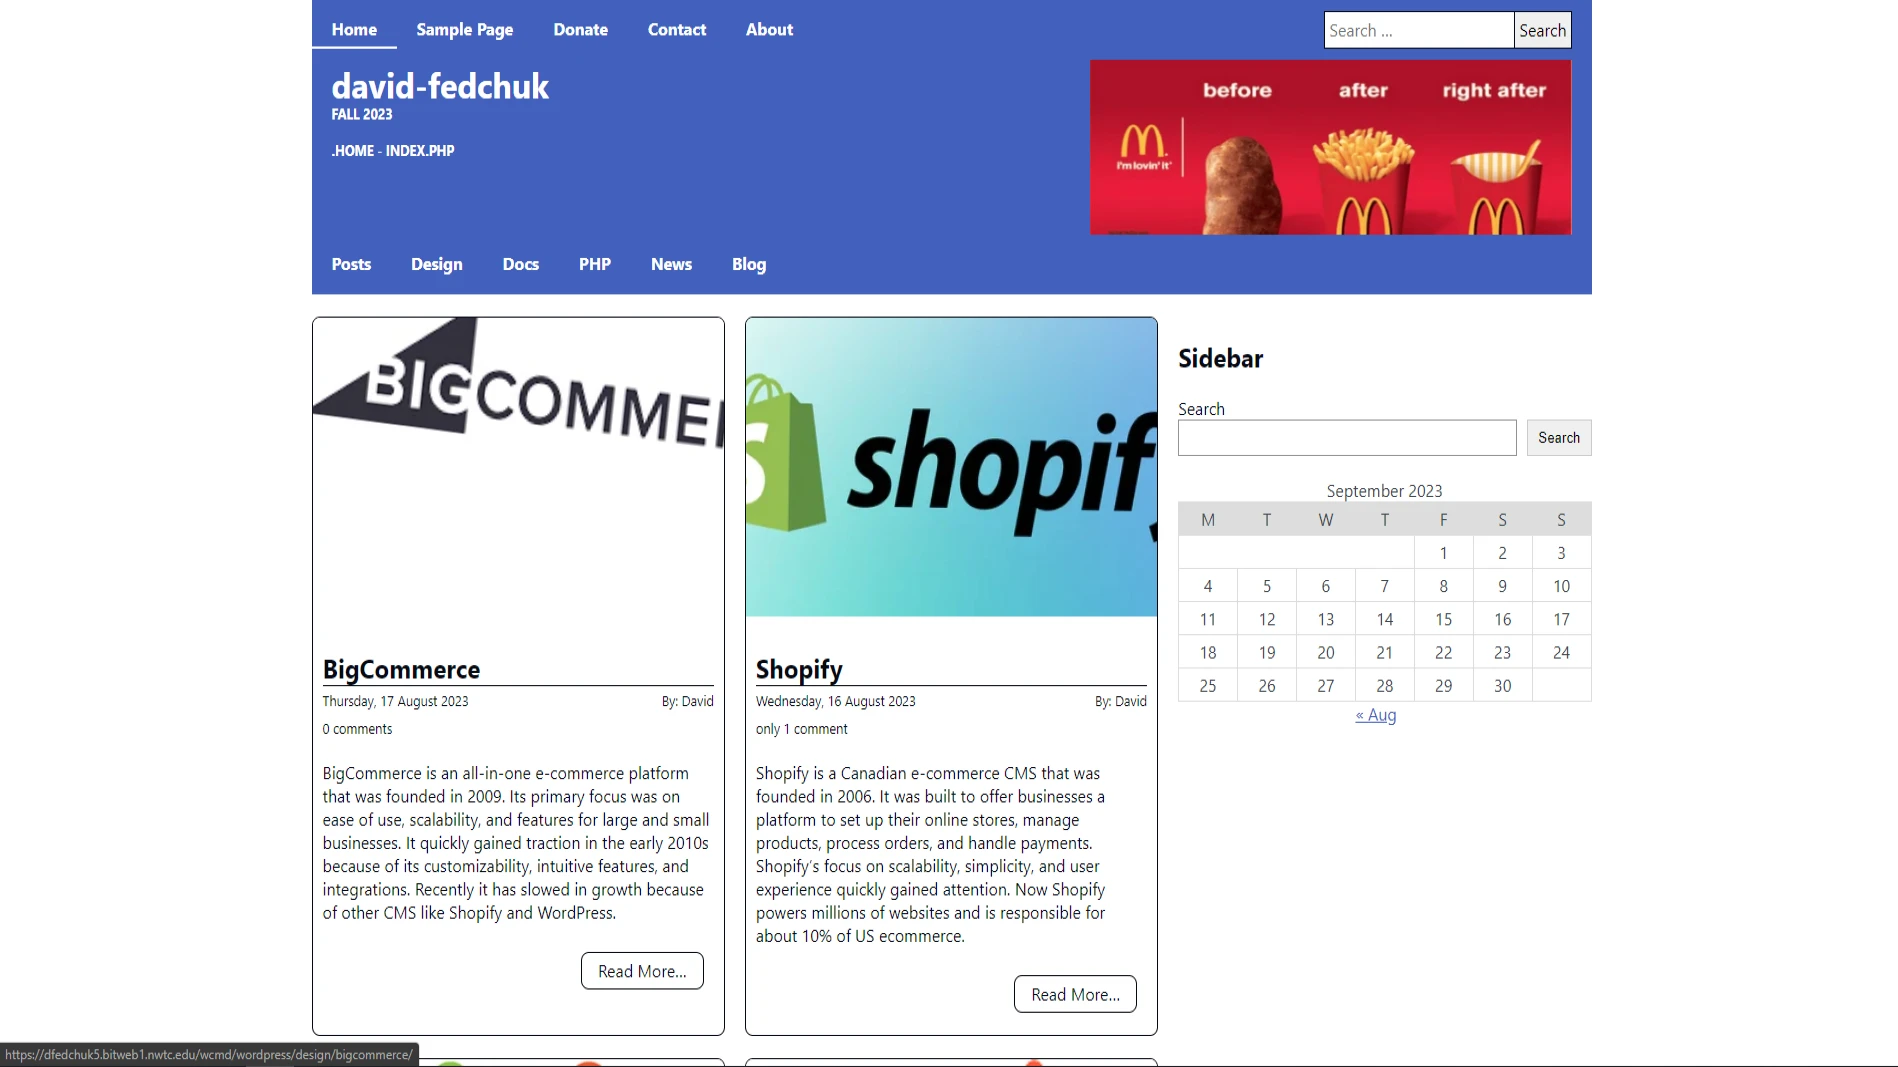 Home Sample Page Donate Contact About
Search ... Search
david-fedchuk
FALL 2023
.HOME - INDEX.PHP
before after right after
i'm lovin' it
Posts Design Docs PHP News Blog
BIGCOMMER
S shopify
Sidebar
Search
Search
September 2023
M T W T F S S
1 2 3
4 5 6 7 8 9 10
11 12 13 14 15 16 17
18 19 20 21 22 23 24
25 26 27 28 29 30
« Aug
BigCommerce
Thursday, 17 August 2023 By: David
0 comments
BigCommerce is an all-in-one e-commerce platform
that was founded in 2009. Its primary focus was on
ease of use, scalability, and features for large and small
businesses. It quickly gained traction in the early 2010s
because of its customizability, intuitive features, and
integrations. Recently it has slowed in growth because
of other CMS like Shopify and WordPress.
Read More...
Shopify
Wednesday, 16 August 2023 By: David
only 1 comment
Shopify is a Canadian e-commerce CMS that was
founded in 2006. It was built to offer businesses a
platform to set up their online stores, manage
products, process orders, and handle payments.
Shopify's focus on scalability, simplicity, and user
experience quickly gained attention. Now Shopify
powers millions of websites and is responsible for
about 10% of US ecommerce.
Read More...
https://dfedchuk5.bitweb1.nwtc.edu/wcmd/wordpress/design/bigcommerce/